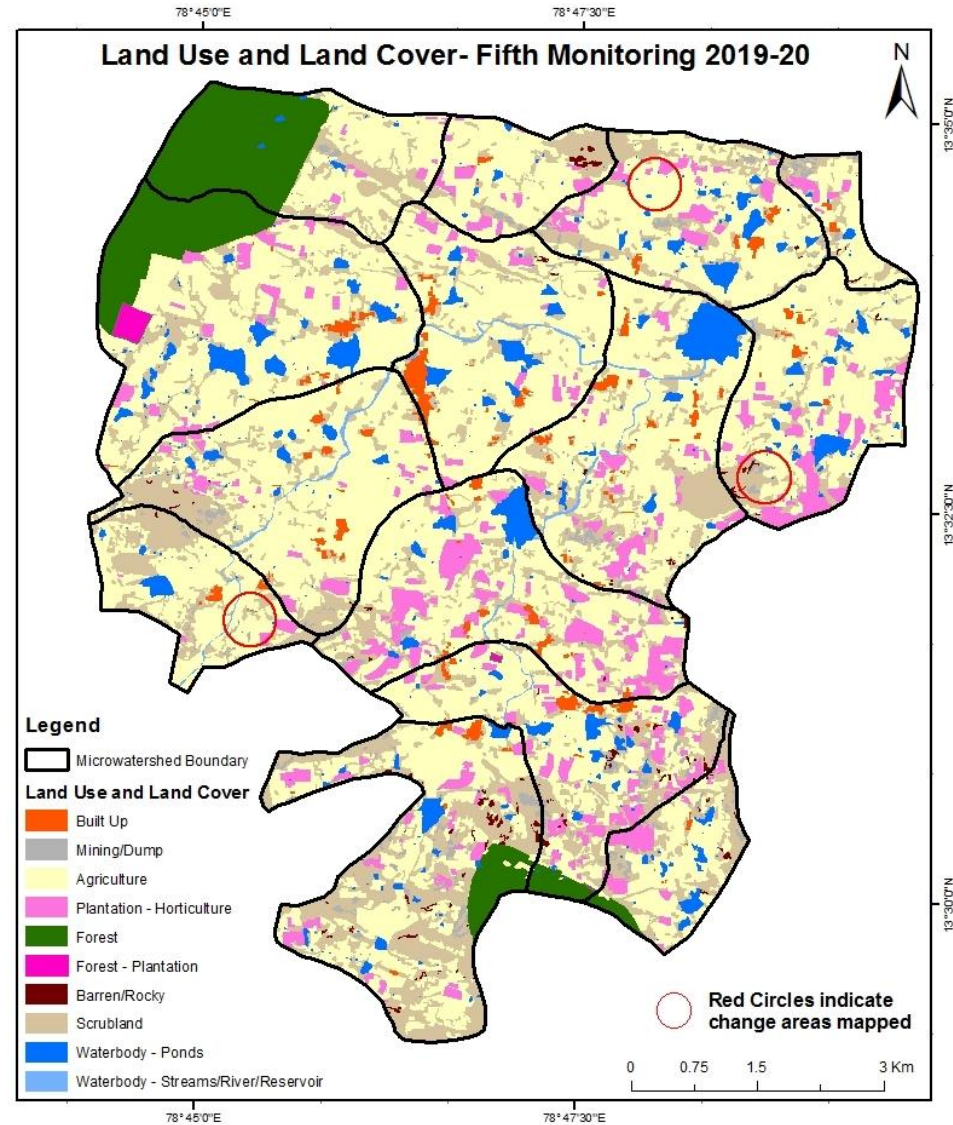 78°45'0"E 78°47'30"E
Land Use and Land Cover- Fifth Monitoring 2019-20
N
13°35'0"N
13°32'30"N
13°30'0"N
Legend
Microwatershed Boundary
Land Use and Land Cover
Built Up
Mining/Dump
Agriculture
Plantation - Horticulture
Forest
Forest - Plantation
Barren/Rocky
Scrubland
Waterbody - Ponds
Waterbody - Streams/River/Reservoir
Red Circles indicate
change areas mapped
0 0.75 1.5 3 Km
78°45'0"E 78°47'30"E